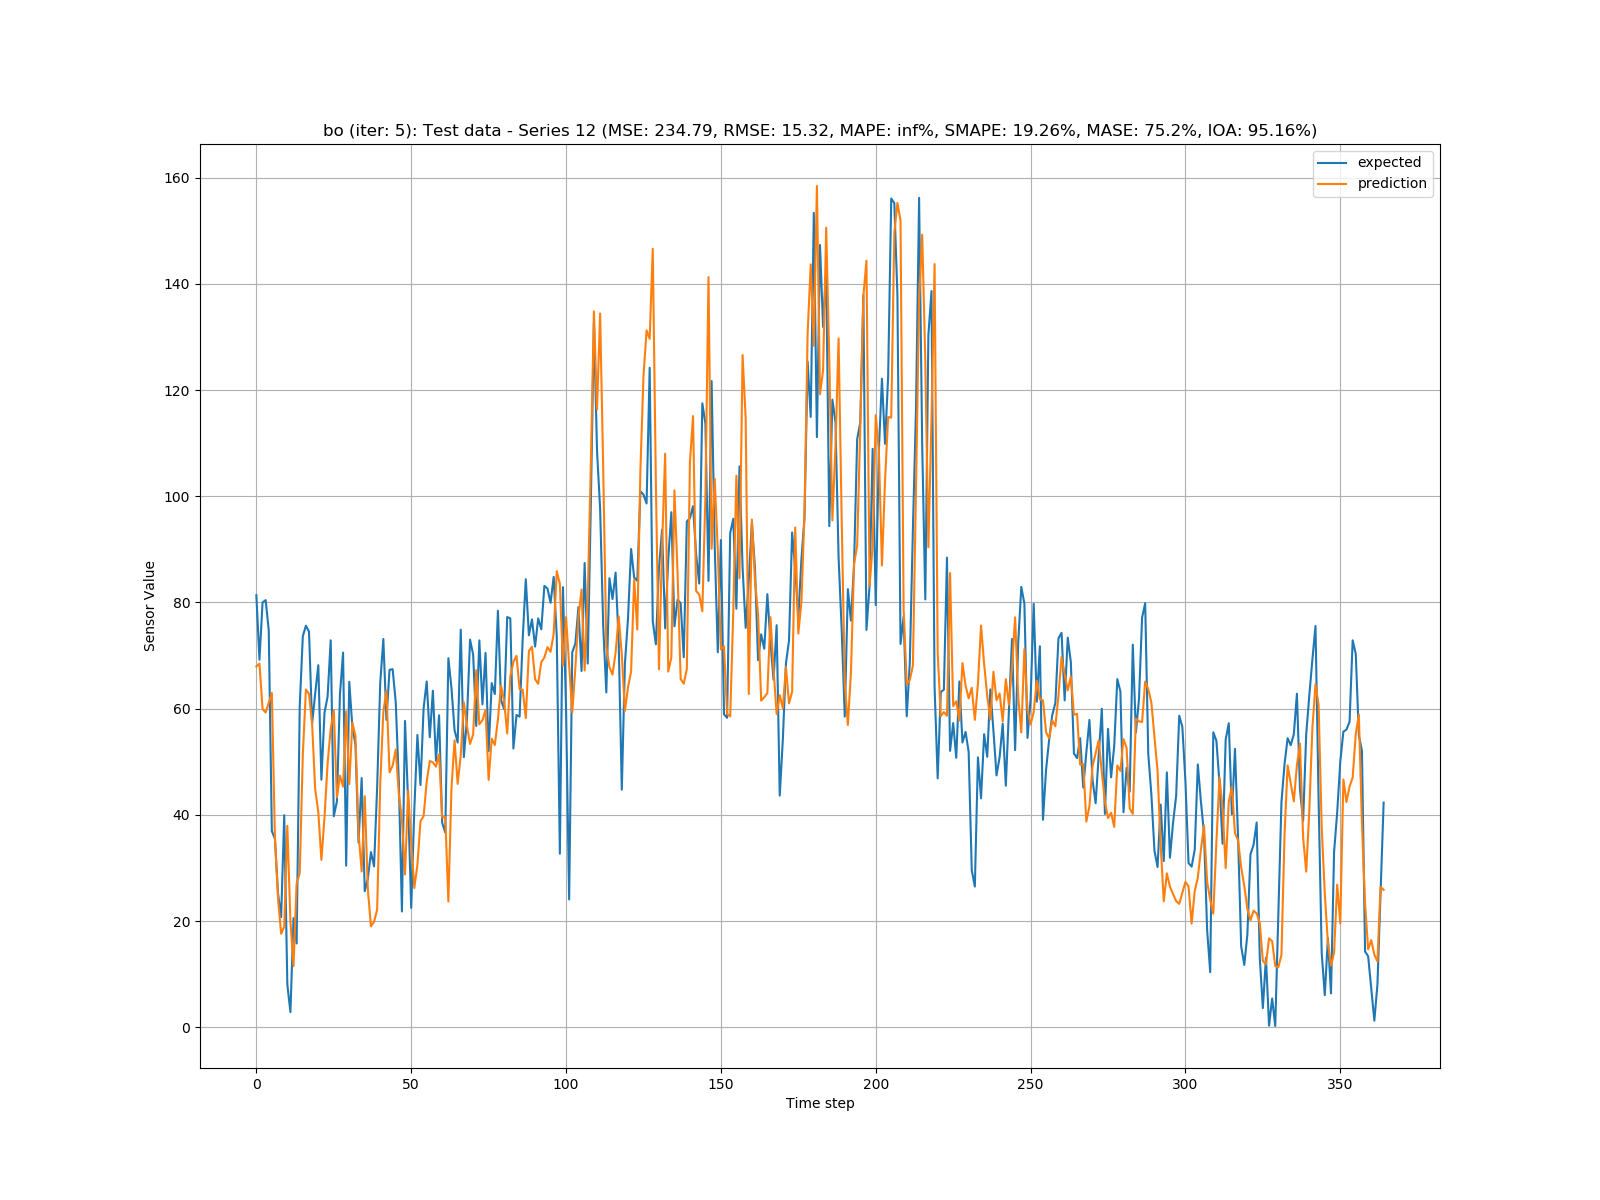 bo (iter: 5): Test data - Series 12 (MSE: 234.79, RMSE: 15.32, MAPE: inf%, SMAPE: 19.26%, MASE: 75.2%, IOA: 95.16%)
expected
prediction
160
140
120
100
80
60
40
20
0
Sensor Value
0 50 100 150 200 250 300 350
Time step